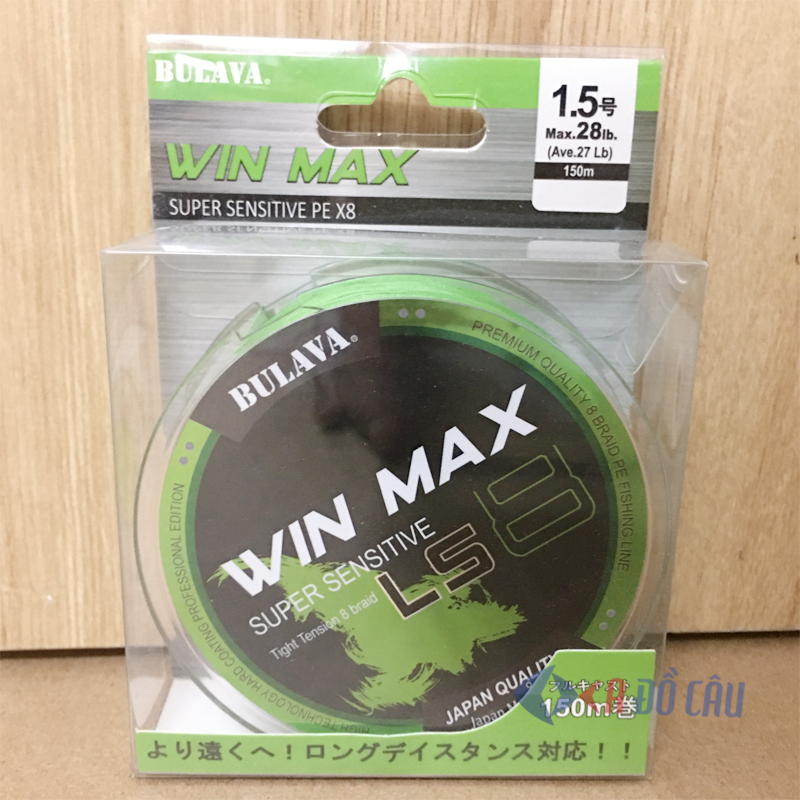 BULAVA®
1.5号
Max.28lb.
(Ave.27 Lb)
150m
WIN MAX
SUPER SENSITIVE PE X8
BULAVA®
PREMIUM QUALITY 8 BRAID PE FISHING LINE
WIN MAX
SUPER SENSITIVE
LS8
Tight Tension 8 braid
HIGH TECHNOLOGY HARD COATING PROFESSIONAL EDITION
JAPAN QUALITY
Japan
フルキャスト
150m巻
ĐỒ CÂU
より遠くへ!ロングデイスタンス対応!!